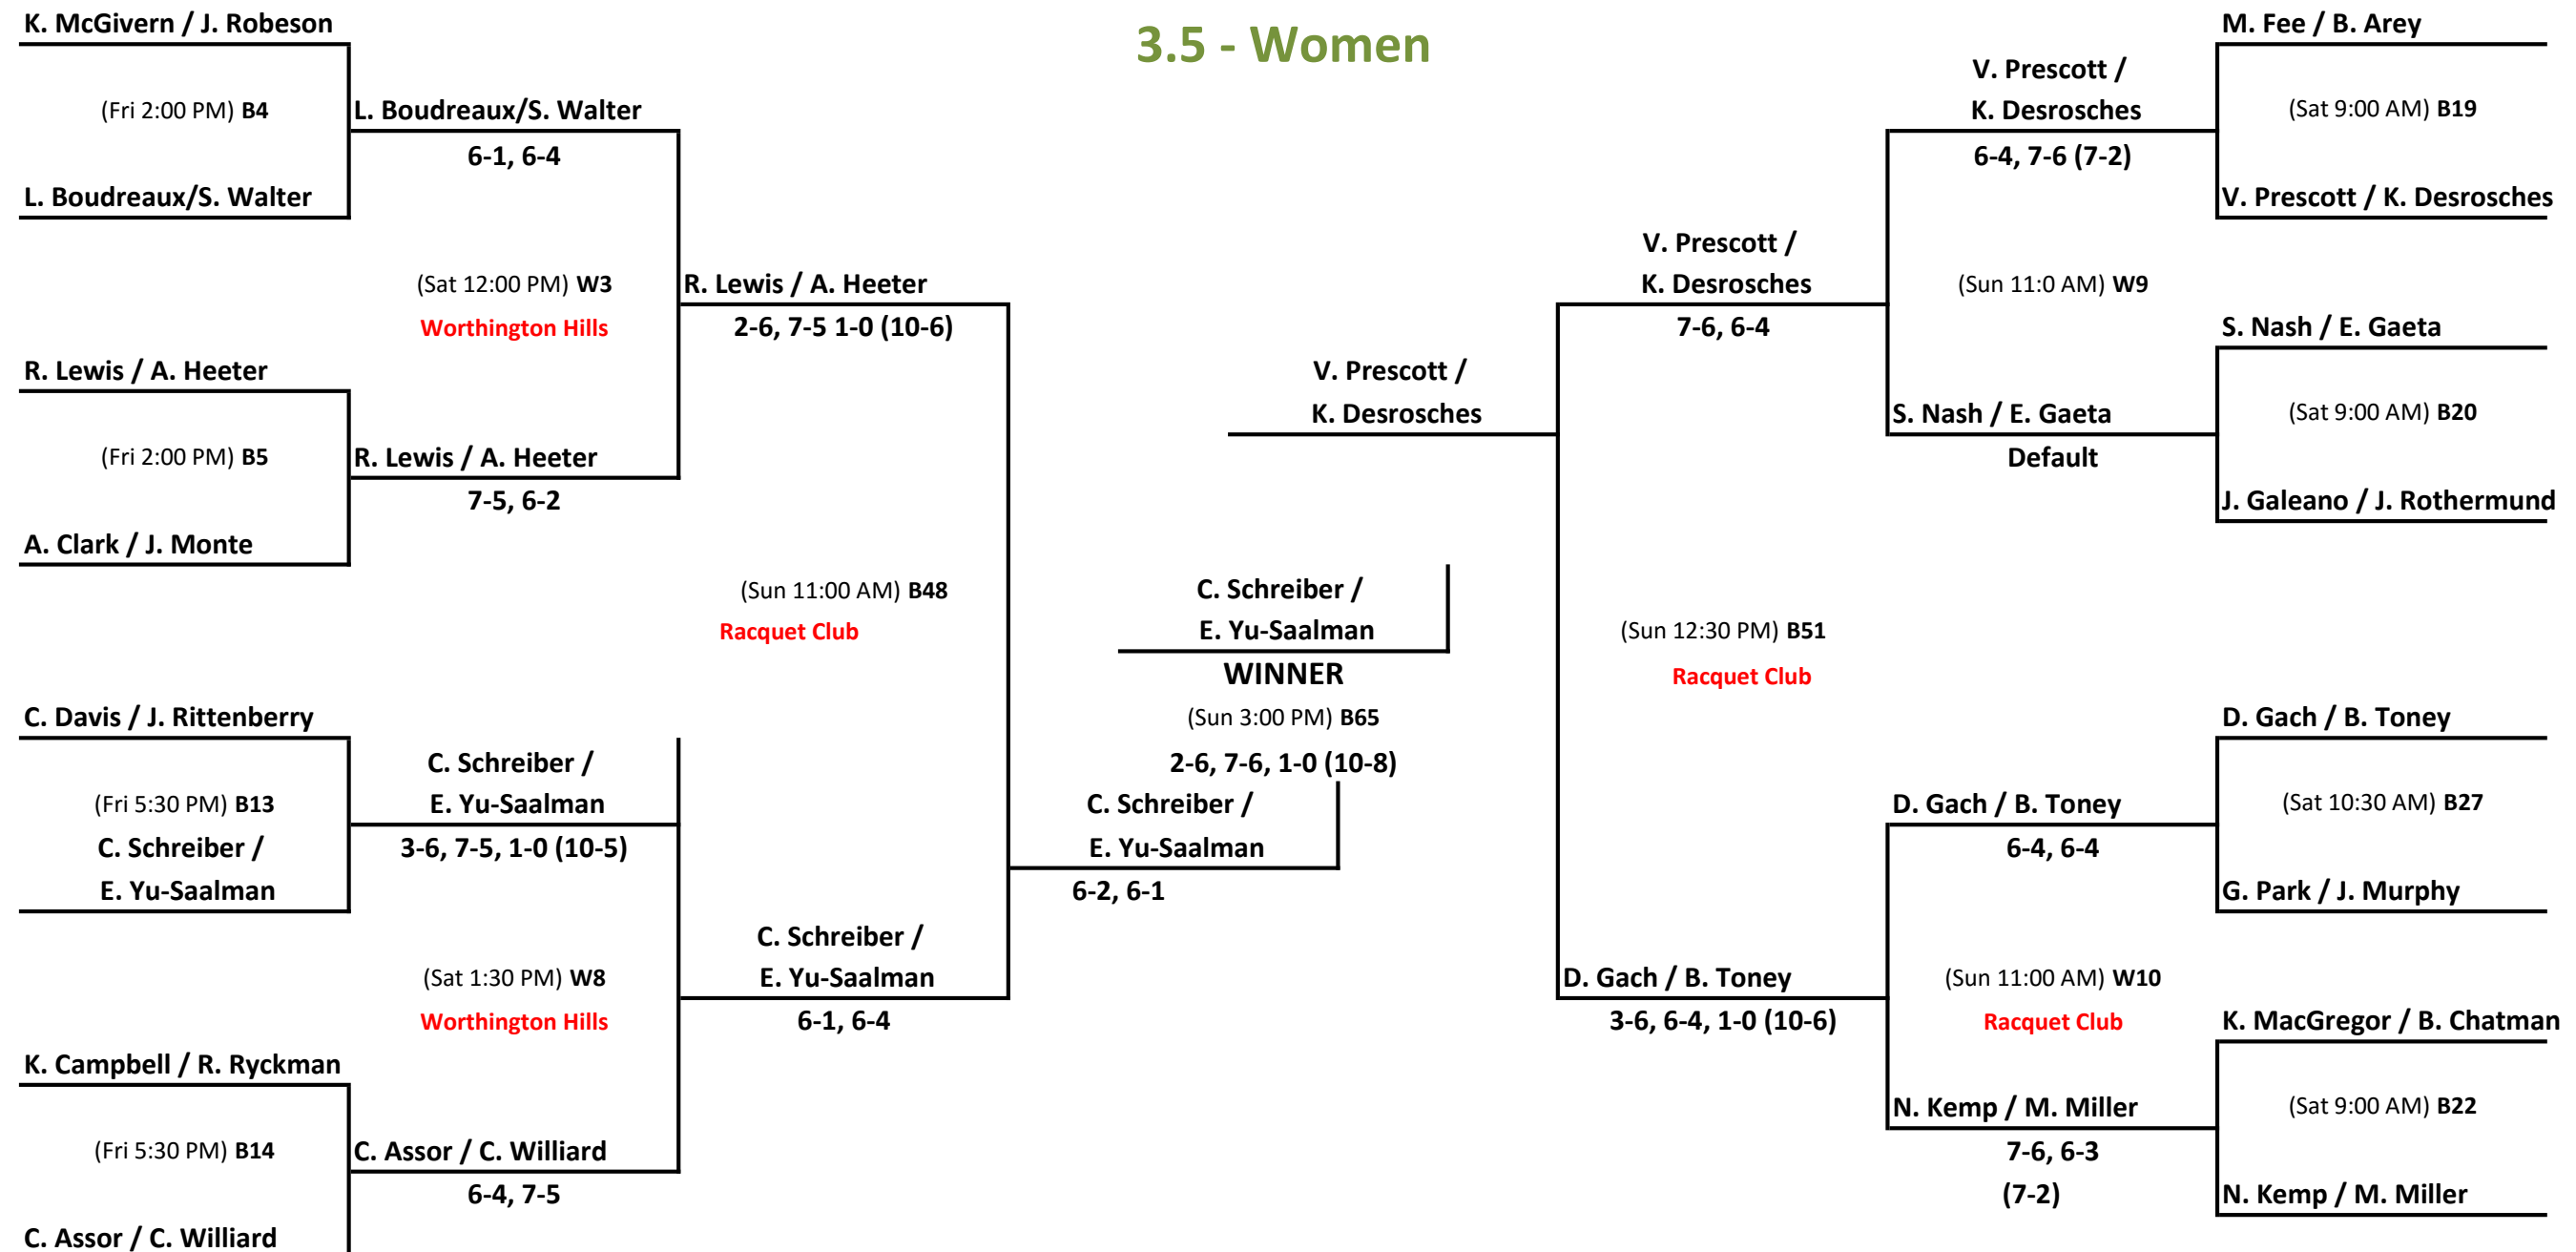 3.5 - Women
K. McGivern / J. Robeson
(Fri 2:00 PM) B4
L. Boudreaux/S. Walter
6-1, 6-4
L. Boudreaux/S. Walter
(Sat 12:00 PM) W3
Worthington Hills
R. Lewis / A. Heeter
2-6, 7-5 1-0 (10-6)
R. Lewis / A. Heeter
(Fri 2:00 PM) B5
R. Lewis / A. Heeter
7-5, 6-2
A. Clark / J. Monte
(Sun 11:00 AM) B48
Racquet Club
C. Davis / J. Rittenberry
(Fri 5:30 PM) B13
C. Schreiber /
E. Yu-Saalman
C. Schreiber /
E. Yu-Saalman
3-6, 7-5, 1-0 (10-5)
(Sat 1:30 PM) W8
Worthington Hills
C. Schreiber /
E. Yu-Saalman
6-1, 6-4
K. Campbell / R. Ryckman
(Fri 5:30 PM) B14
C. Assor / C. Williard
6-4, 7-5
C. Assor / C. Williard
C. Schreiber /
E. Yu-Saalman
WINNER
(Sun 3:00 PM) B65
2-6, 7-6, 1-0 (10-8)
C. Schreiber /
E. Yu-Saalman
6-2, 6-1
V. Prescott /
K. Desrosches
V. Prescott /
K. Desrosches
7-6, 6-4
(Sun 12:30 PM) B51
Racquet Club
D. Gach / B. Toney
3-6, 6-4, 1-0 (10-6)
V. Prescott /
K. Desrosches
6-4, 7-6 (7-2)
(Sun 11:0 AM) W9
S. Nash / E. Gaeta
Default
D. Gach / B. Toney
6-4, 6-4
(Sun 11:00 AM) W10
Racquet Club
N. Kemp / M. Miller
7-6, 6-3
(7-2)
M. Fee / B. Arey
(Sat 9:00 AM) B19
V. Prescott / K. Desrosches
S. Nash / E. Gaeta
(Sat 9:00 AM) B20
J. Galeano / J. Rothermund
D. Gach / B. Toney
(Sat 10:30 AM) B27
G. Park / J. Murphy
K. MacGregor / B. Chatman
(Sat 9:00 AM) B22
N. Kemp / M. Miller